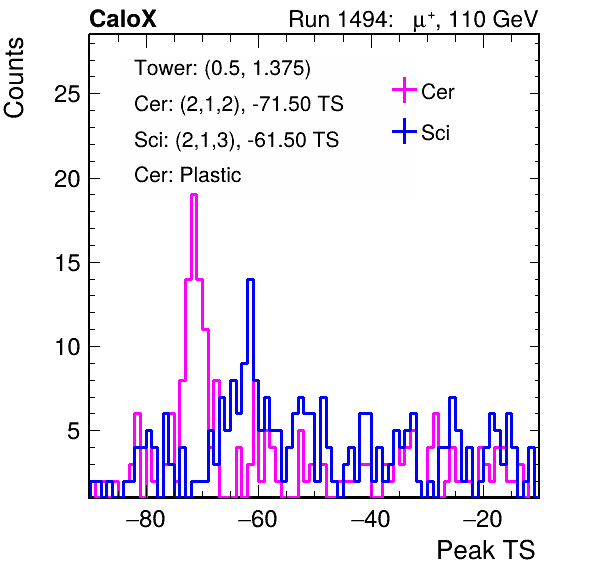 CaloX Run 1494: μ⁺, 110 GeV
Counts
Tower: (0.5, 1.375)
Cer: (2,1,2), -71.50 TS
Sci: (2,1,3), -61.50 TS
Cer: Plastic
Cer
Sci
25
20
15
10
5
−80 −60 −40 −20
Peak TS